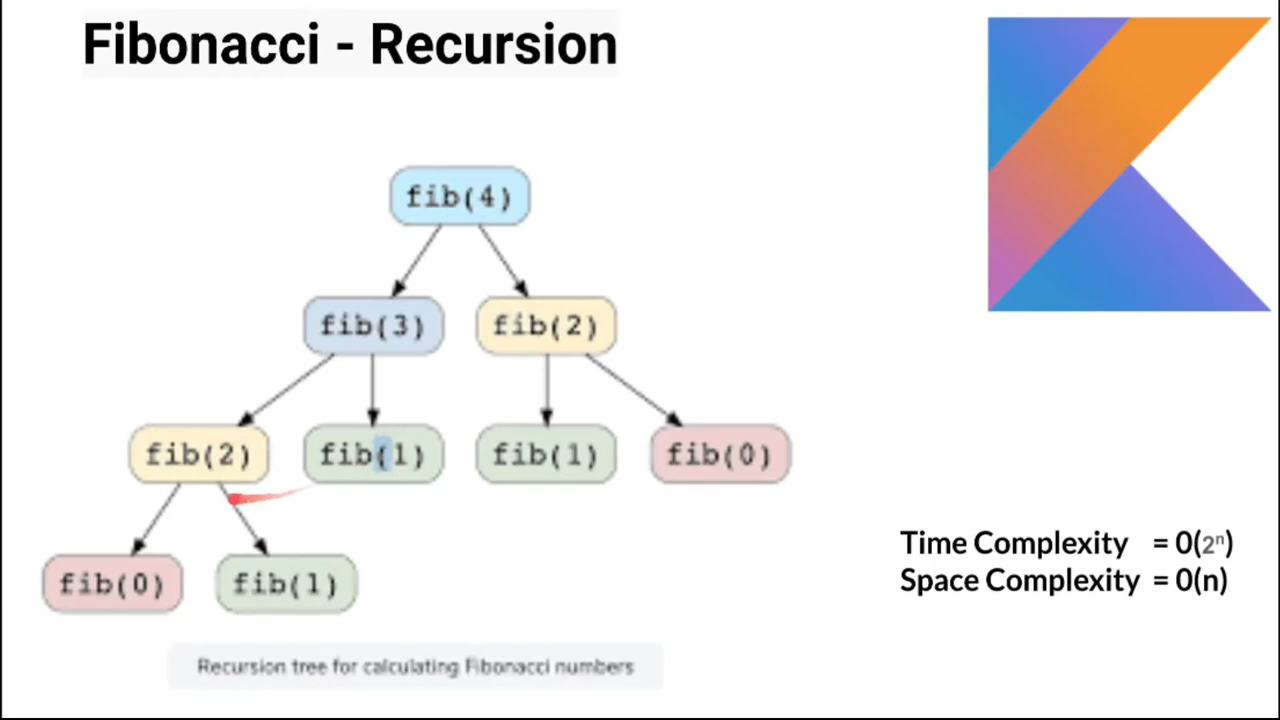 Fibonacci - Recursion
fib(4)
fib(3) fib(2)
fib(2) fib(1) fib(1) fib(0)
fib(0) fib(1)
Time Complexity = 0(2ⁿ)
Space Complexity = 0(n)
Recursion tree for calculating Fibonacci numbers